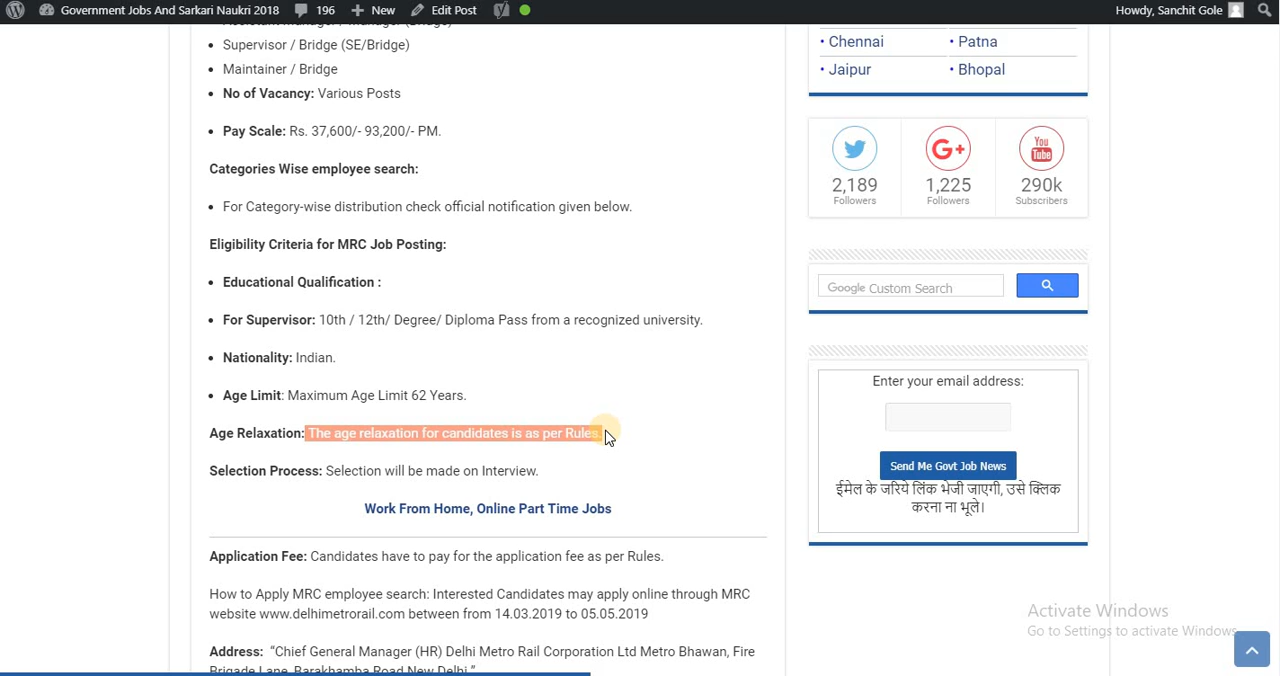 Government Jobs And Sarkari Naukri 2018 196 New Edit Post Howdy, Sanchit Gole
Supervisor / Bridge (SE/Bridge)
Maintainer / Bridge
No of Vacancy: Various Posts
Pay Scale: Rs. 37,600/- 93,200/- PM.
Categories Wise employee search:
For Category-wise distribution check official notification given below.
Eligibility Criteria for MRC Job Posting:
Educational Qualification :
For Supervisor: 10th / 12th/ Degree/ Diploma Pass from a recognized university.
Nationality: Indian.
Age Limit: Maximum Age Limit 62 Years.
Age Relaxation: The age relaxation for candidates is as per Rules.
Selection Process: Selection will be made on Interview.
Work From Home, Online Part Time Jobs
Application Fee: Candidates have to pay for the application fee as per Rules.
How to Apply MRC employee search: Interested Candidates may apply online through MRC
website www.delhimetrorail.com between from 14.03.2019 to 05.05.2019
Address: “Chief General Manager (HR) Delhi Metro Rail Corporation Ltd Metro Bhawan, Fire
Brigade Lane, Barakhamba Road New Delhi.”
• Chennai • Patna
• Jaipur • Bhopal
G+ You Tube
2,189 1,225 290k
Followers Followers Subscribers
Google Custom Search
Enter your email address:
Send Me Govt Job News
ईमेल के जरिये लिंक भेजी जाएगी, उसे क्लिक
करना ना भूले।
Activate Windows
Go to Settings to activate Windows.